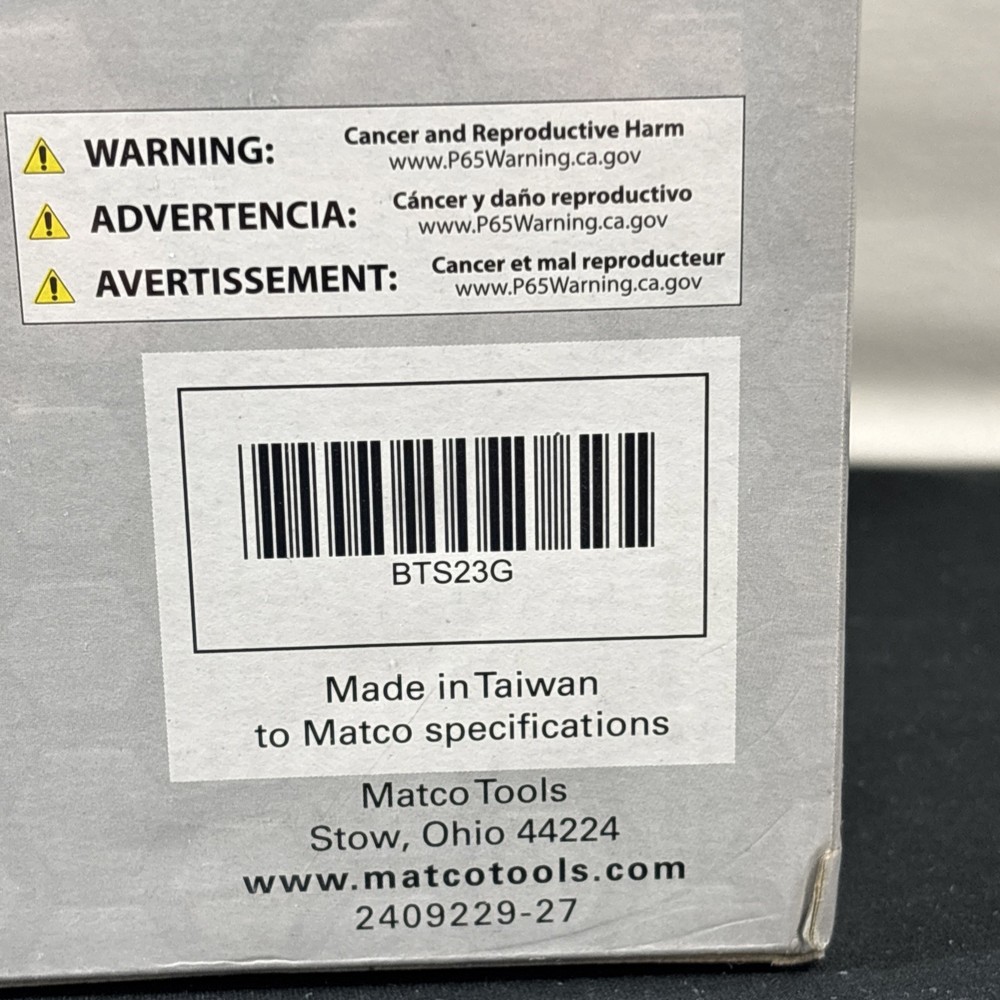 WARNING: Cancer and Reproductive Harm
www.P65Warning.ca.gov
ADVERTENCIA: Cáncer y daño reproductivo
www.P65Warning.ca.gov
AVERTISSEMENT: Cancer et mal reproducteur
www.P65Warning.ca.gov
BTS23G
Made in Taiwan
to Matco specifications
Matco Tools
Stow, Ohio 44224
www.matcotools.com
2409229-27